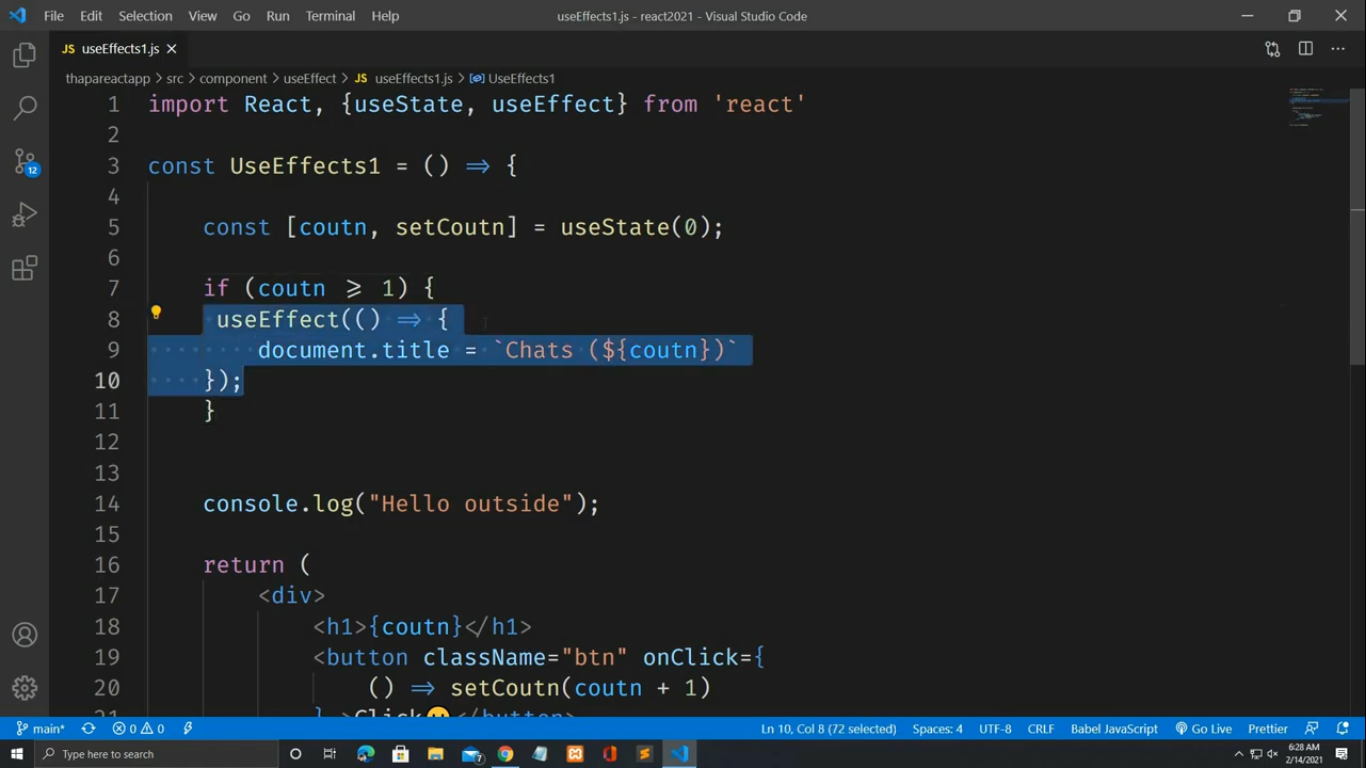 File Edit Selection View Go Run Terminal Help useEffects1.js - react2021 - Visual Studio Code
JS useEffects1.js
thapareactapp > src > component > useEffect > JS useEffects1.js > UseEffects1
1 import React, {useState, useEffect} from 'react'
2
3 const UseEffects1 = () => {
4
5 const [coutn, setCoutn] = useState(0);
6
7 if (coutn >= 1) {
8 useEffect(() => {
9 document.title = `Chats (${coutn})`
10 });
11 }
12
13
14 console.log("Hello outside");
15
16 return (
17 <div>
18 <h1>{coutn}</h1>
19 <button className="btn" onClick={
20 () => setCoutn(coutn + 1)
21 } >Click😀</button>
12
main* 0 0 Ln 10, Col 8 (72 selected) Spaces: 4 UTF-8 CRLF Babel JavaScript Go Live Prettier
Type here to search 7 6:28 AM
2/14/2021